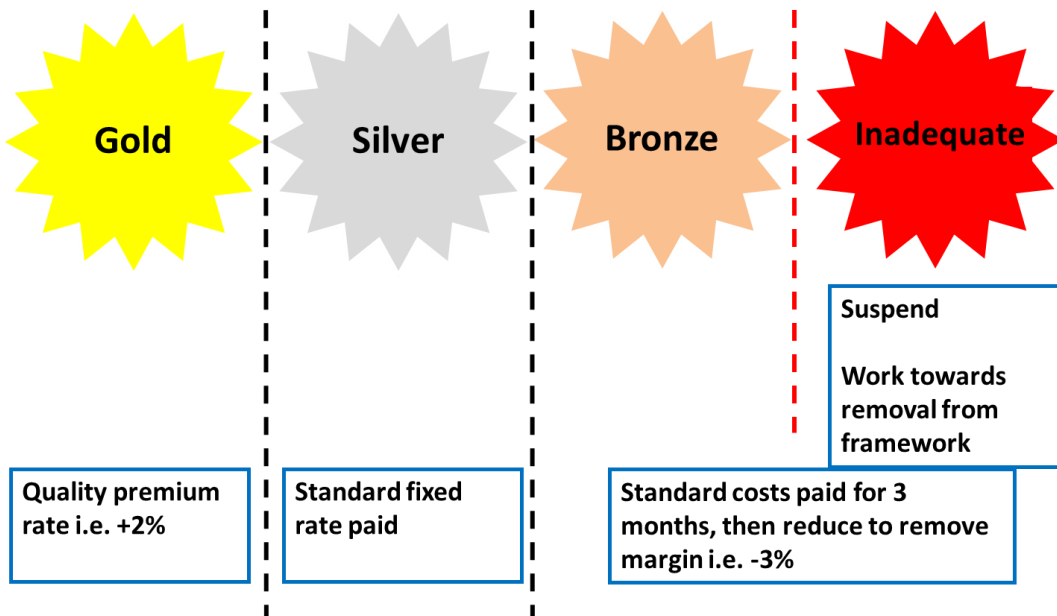 Gold
Silver
Bronze
Inadequate
Suspend
Work towards
removal from
framework
Quality premium
rate i.e. +2%
Standard fixed
rate paid
Standard costs paid for 3
months, then reduce to remove
margin i.e. -3%